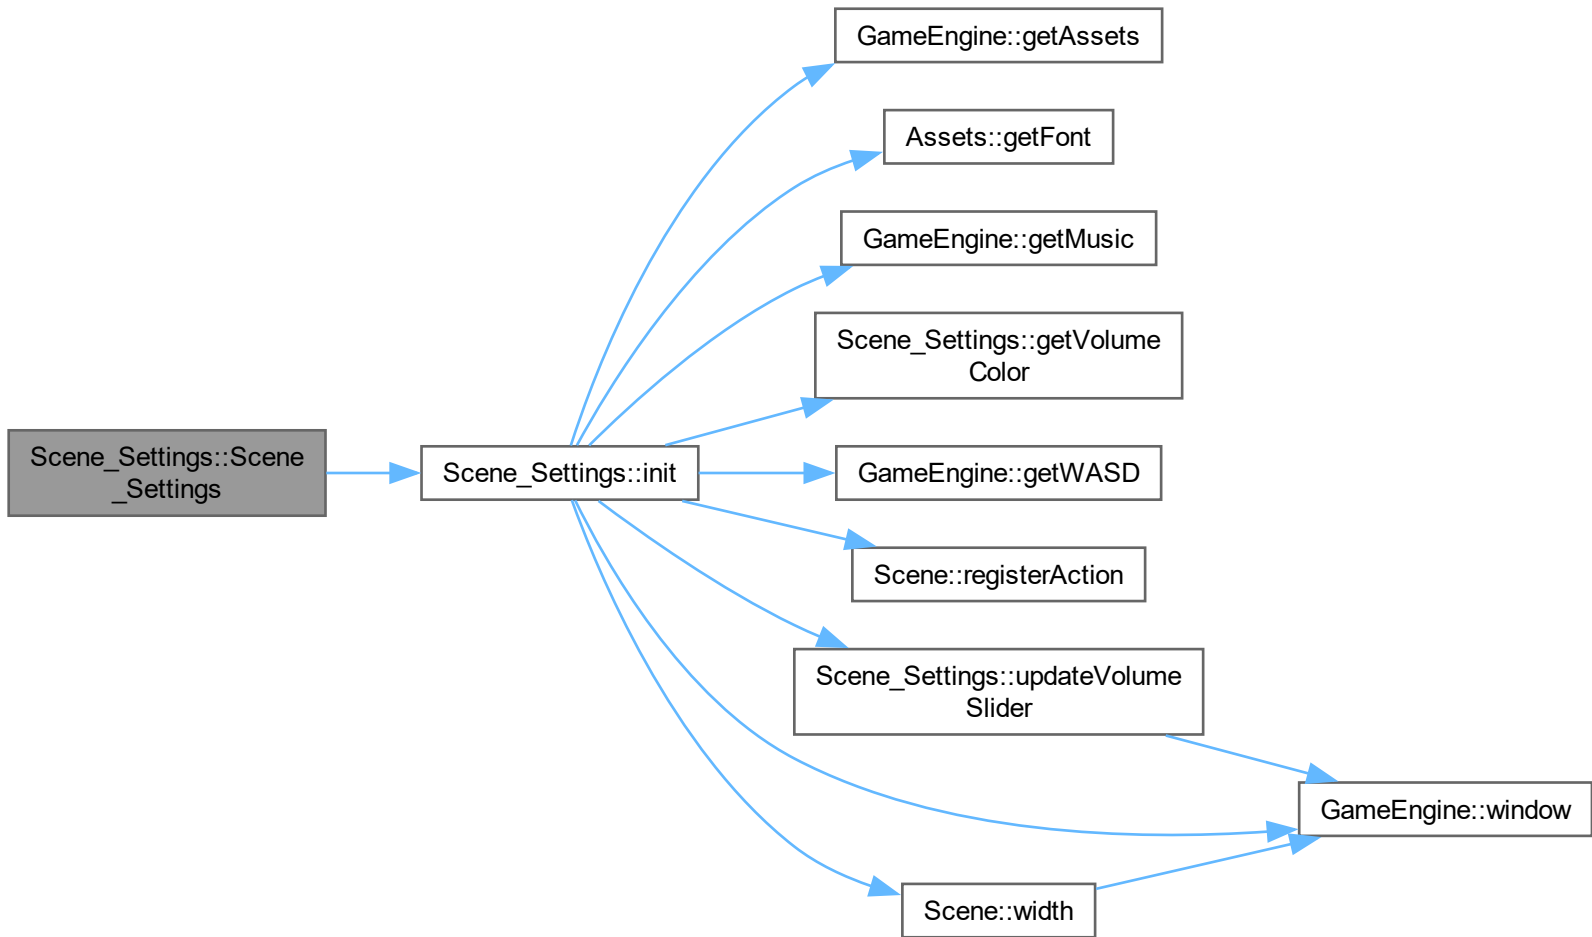 GameEngine::getAssets
Assets::getFont
GameEngine::getMusic
Scene_Settings::getVolume
Color
Scene_Settings::Scene
_Settings
Scene_Settings::init
GameEngine::getWASD
Scene::registerAction
Scene_Settings::updateVolume
Slider
GameEngine::window
Scene::width